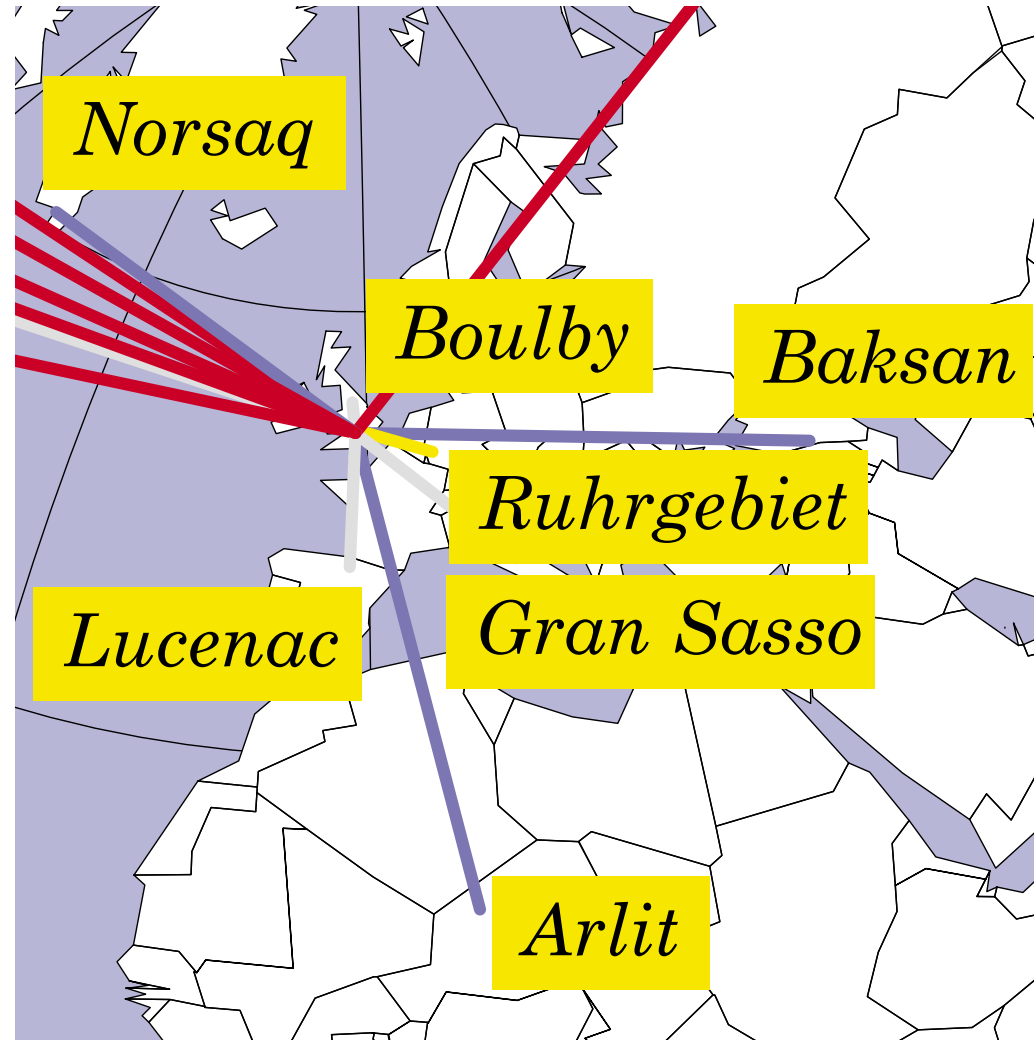 Norsaq
Boulby
Baksan
Ruhrgebiet
Gran Sasso
Lucenac
Arlit